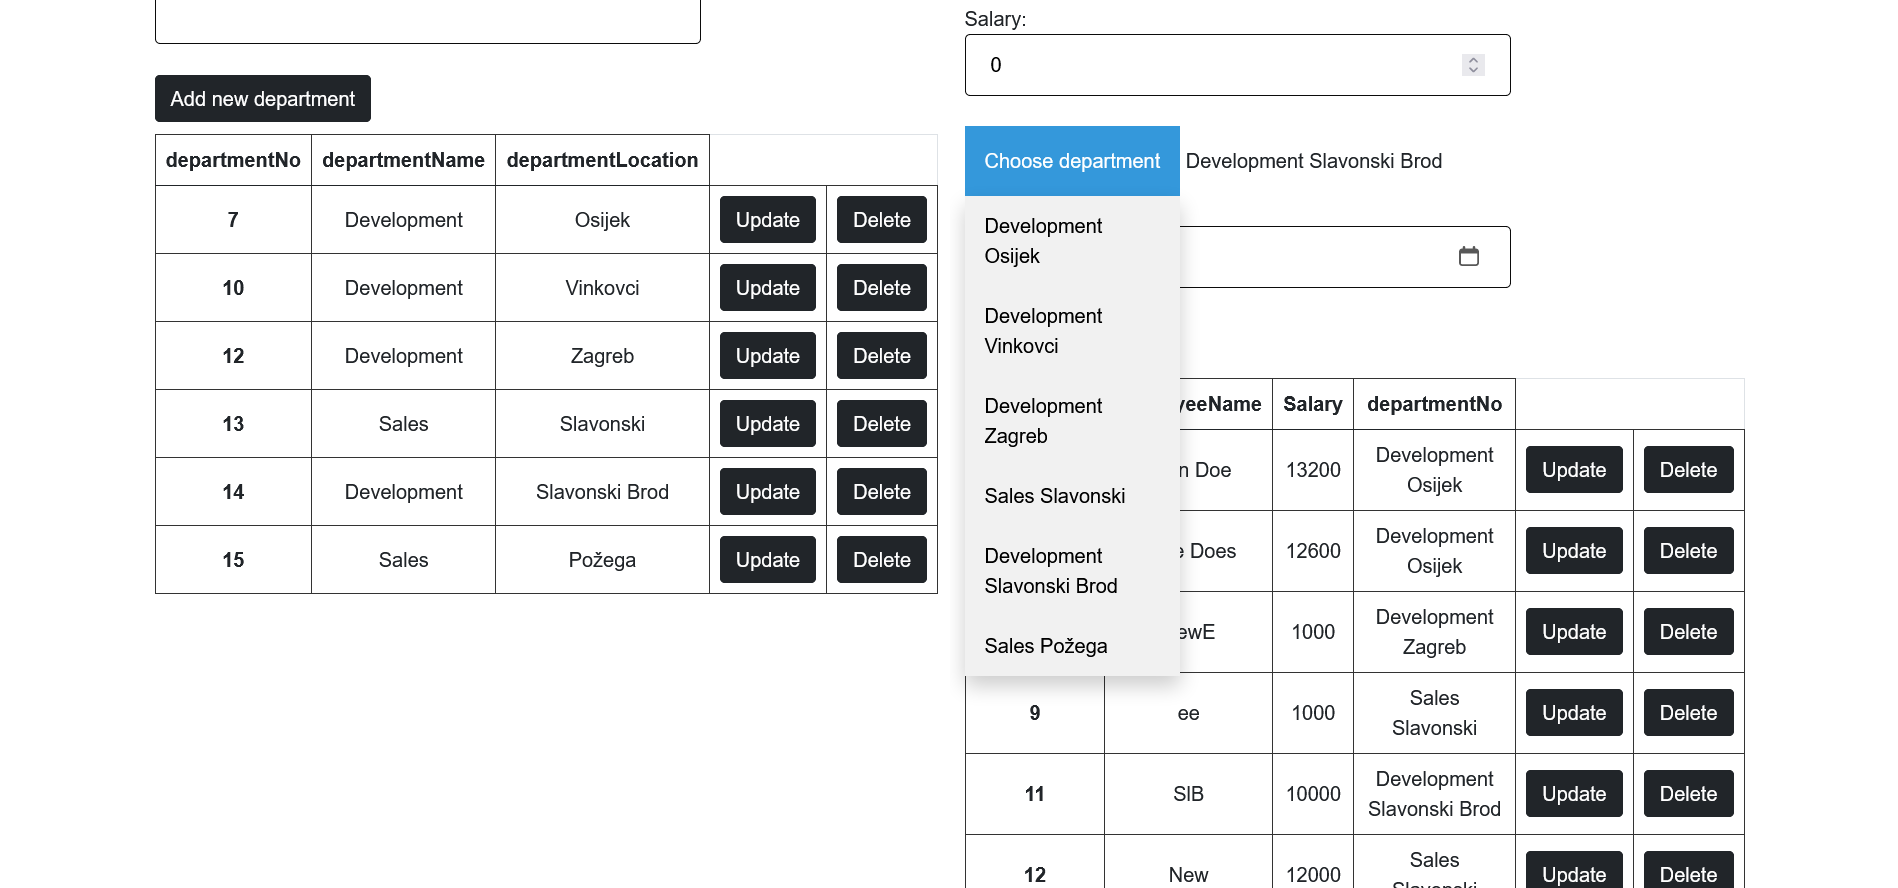 Add new department
departmentNo departmentName departmentLocation
7 Development Osijek Update Delete
10 Development Vinkovci Update Delete
12 Development Zagreb Update Delete
13 Sales Slavonski Update Delete
14 Development Slavonski Brod Update Delete
15 Sales Požega Update Delete
Salary:
0
Choose department Development Slavonski Brod
Development
Osijek
Development
Vinkovci
Development
Zagreb
Sales Slavonski
Development
Slavonski Brod
Sales Požega
yeeName Salary departmentNo
n Doe 13200 Development
Osijek Update Delete
e Does 12600 Development
Osijek Update Delete
ewE 1000 Development
Zagreb Update Delete
9 ee 1000 Sales
Slavonski Update Delete
11 SIB 10000 Development
Slavonski Brod Update Delete
12 New 12000 Sales
Update Delete